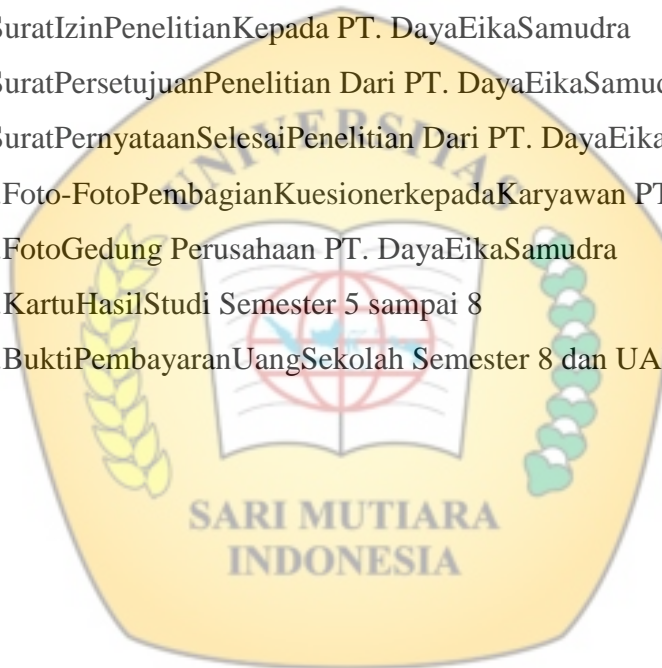 SuratIzinPenelitianKepada PT. DayaEikaSamudra
SuratPersetujuanPenelitian Dari PT. DayaEikaSamud
SuratPernyataanSelesaiPenelitian Dari PT. DayaEika
.Foto-FotoPembagianKuesionerkepadaKaryawan PT
.FotoGedung Perusahaan PT. DayaEikaSamudra
.KartuHasilStudi Semester 5 sampai 8
.BuktiPembayaranUangSekolah Semester 8 dan UA
UNIVERSITAS
SARI MUTIARA
INDONESIA